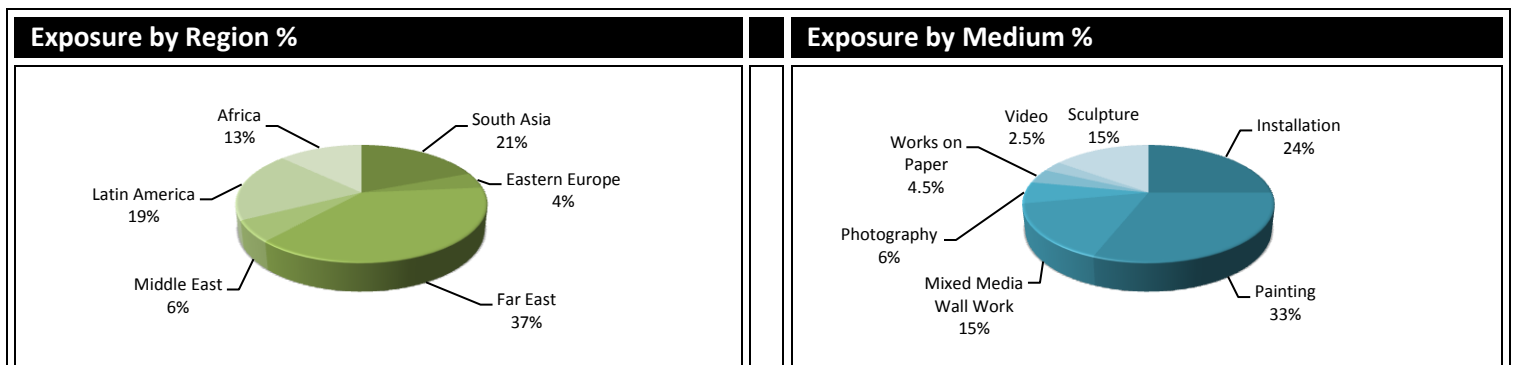 Exposure by Region %
Africa
13%
South Asia
21%
Eastern Europe
4%
Latin America
19%
Middle East
6%
Far East
37%
Exposure by Medium %
Video
2.5%
Sculpture
15%
Installation
24%
Works on
Paper
4.5%
Photography
6%
Mixed Media
Wall Work
15%
Painting
33%